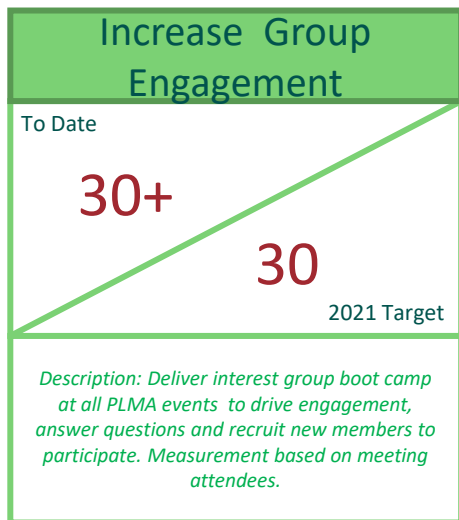 Increase  Group
Engagement
To Date
30+
30
2021 Target
Description: Deliver interest group boot camp
at all PLMA events  to drive engagement,
answer questions and recruit new members to
participate. Measurement based on meeting
attendees.